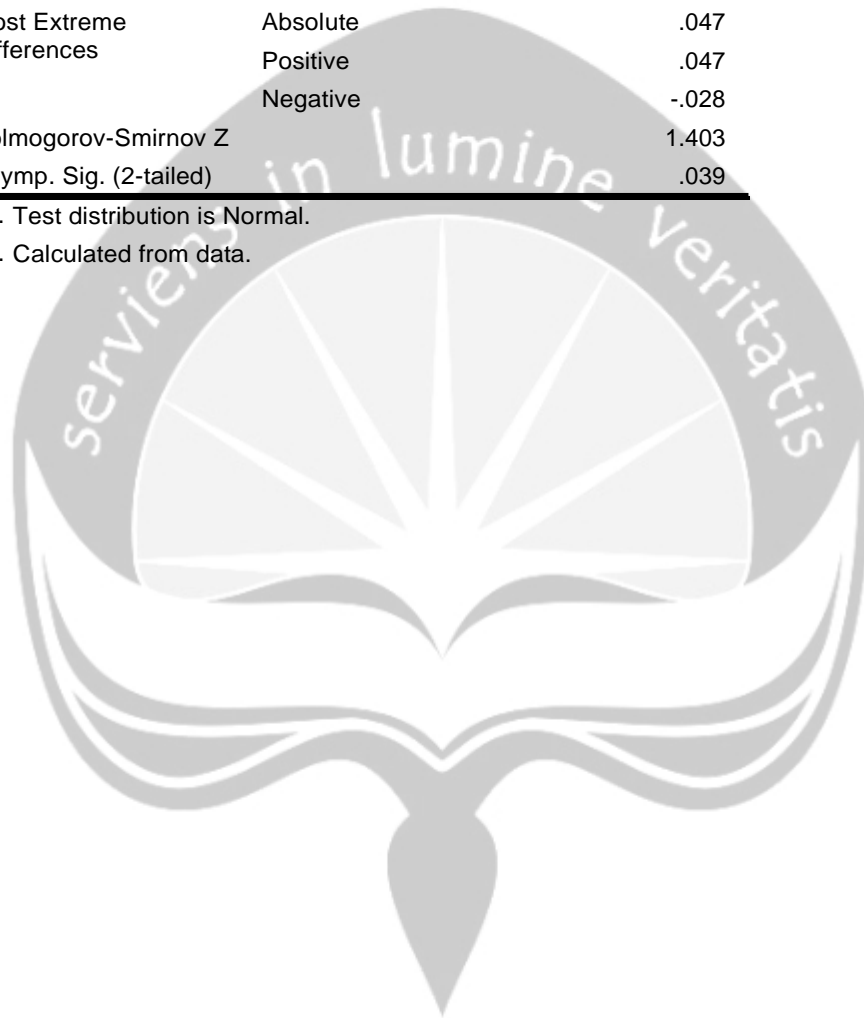 ost Extreme Absolute .047
fferences
Positive .047
Negative -.028
olmogorov-Smirnov Z 1.403
ymp. Sig. (2-tailed) .039
. Test distribution is Normal.
. Calculated from data.
serviens in lumine veritatis